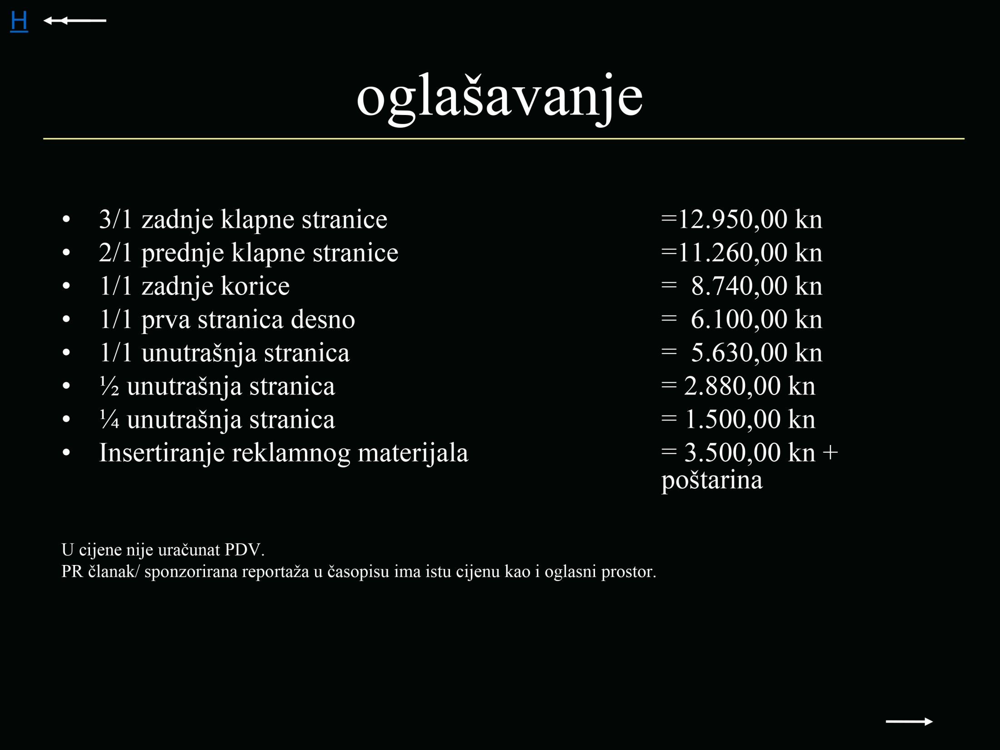 H
oglašavanje
• 3/1 zadnje klapne stranice =12.950,00 kn
• 2/1 prednje klapne stranice =11.260,00 kn
• 1/1 zadnje korice = 8.740,00 kn
• 1/1 prva stranica desno = 6.100,00 kn
• 1/1 unutrašnja stranica = 5.630,00 kn
• ½ unutrašnja stranica = 2.880,00 kn
• ¼ unutrašnja stranica = 1.500,00 kn
• Insertiranje reklamnog materijala = 3.500,00 kn +
poštarina
U cijene nije uračunat PDV.
PR članak/ sponzorirana reportaža u časopisu ima istu cijenu kao i oglasni prostor.